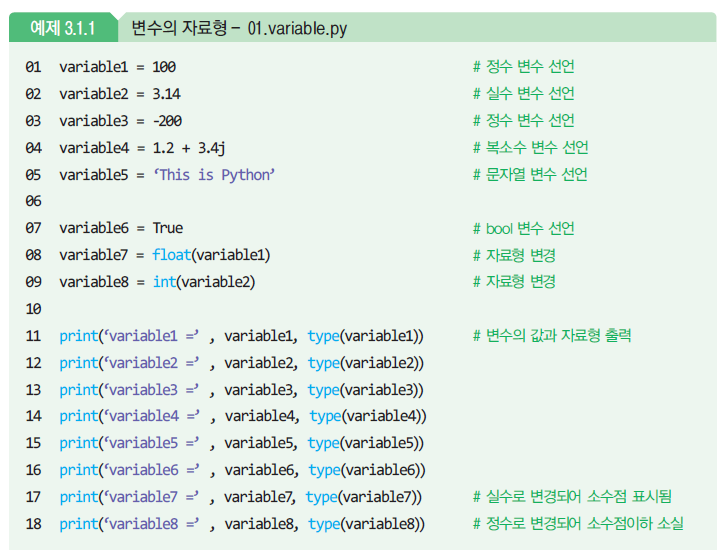 예제 3.1.1 변수의 자료형 – 01.variable.py
01 variable1 = 100 # 정수 변수 선언
02 variable2 = 3.14 # 실수 변수 선언
03 variable3 = -200 # 정수 변수 선언
04 variable4 = 1.2 + 3.4j # 복소수 변수 선언
05 variable5 = ‘This is Python’ # 문자열 변수 선언
06
07 variable6 = True # bool 변수 선언
08 variable7 = float(variable1) # 자료형 변경
09 variable8 = int(variable2) # 자료형 변경
10
11 print(‘variable1 =’ , variable1, type(variable1)) # 변수의 값과 자료형 출력
12 print(‘variable2 =’ , variable2, type(variable2))
13 print(‘variable3 =’ , variable3, type(variable3))
14 print(‘variable4 =’ , variable4, type(variable4))
15 print(‘variable5 =’ , variable5, type(variable5))
16 print(‘variable6 =’ , variable6, type(variable6))
17 print(‘variable7 =’ , variable7, type(variable7)) # 실수로 변경되어 소수점 표시됨
18 print(‘variable8 =’ , variable8, type(variable8)) # 정수로 변경되어 소수점이하 소실